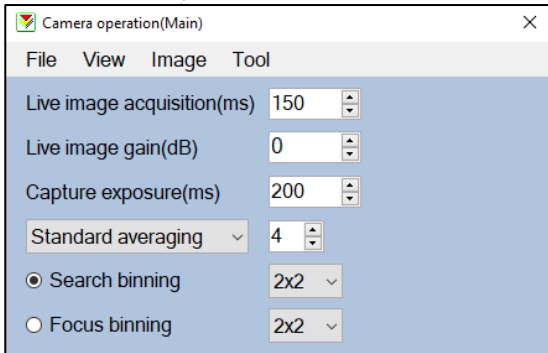 Camera operation(Main)
File View Image Tool
Live image acquisition(ms) 150
Live image gain(dB) 0
Capture exposure(ms) 200
Standard averaging 4
Search binning 2x2
Focus binning 2x2